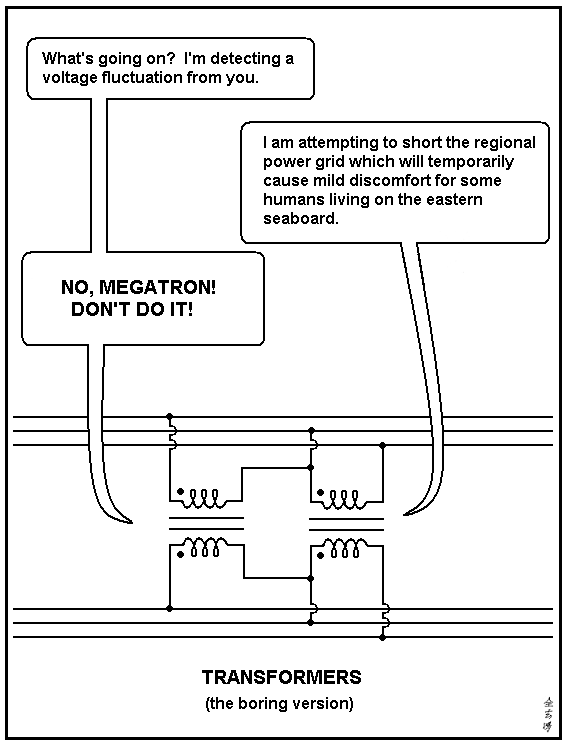 What's going on?  I'm detecting a
voltage fluctuation from you.
I am attempting to short the regional
power grid which will temporarily
cause mild discomfort for some
humans living on the eastern
seaboard.
NO, MEGATRON!
DON'T DO IT!
TRANSFORMERS
(the boring version)